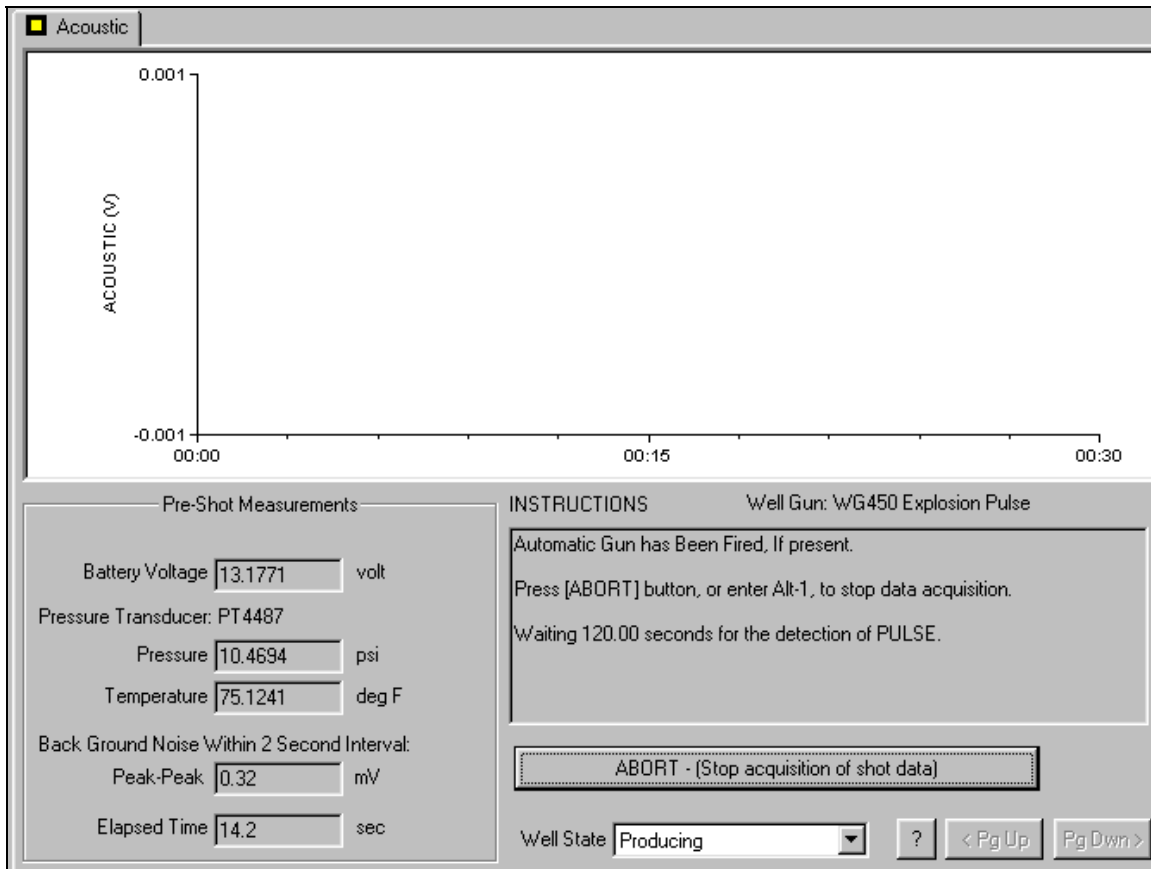 Acoustic
0.001
ACOUSTIC (V)
-0.001
00:00 00:15 00:30
Pre-Shot Measurements
Battery Voltage 13.1771 volt
Pressure Transducer: PT4487
Pressure 10.4694 psi
Temperature 75.1241 deg F
Back Ground Noise Within 2 Second Interval:
Peak-Peak 0.32 mV
Elapsed Time 14.2 sec
INSTRUCTIONS Well Gun: WG450 Explosion Pulse
Automatic Gun has Been Fired, If present.
Press [ABORT] button, or enter Alt-1, to stop data acquisition.
Waiting 120.00 seconds for the detection of PULSE.
ABORT - (Stop acquisition of shot data)
Well State Producing ? < Pg Up Pg Dwn >